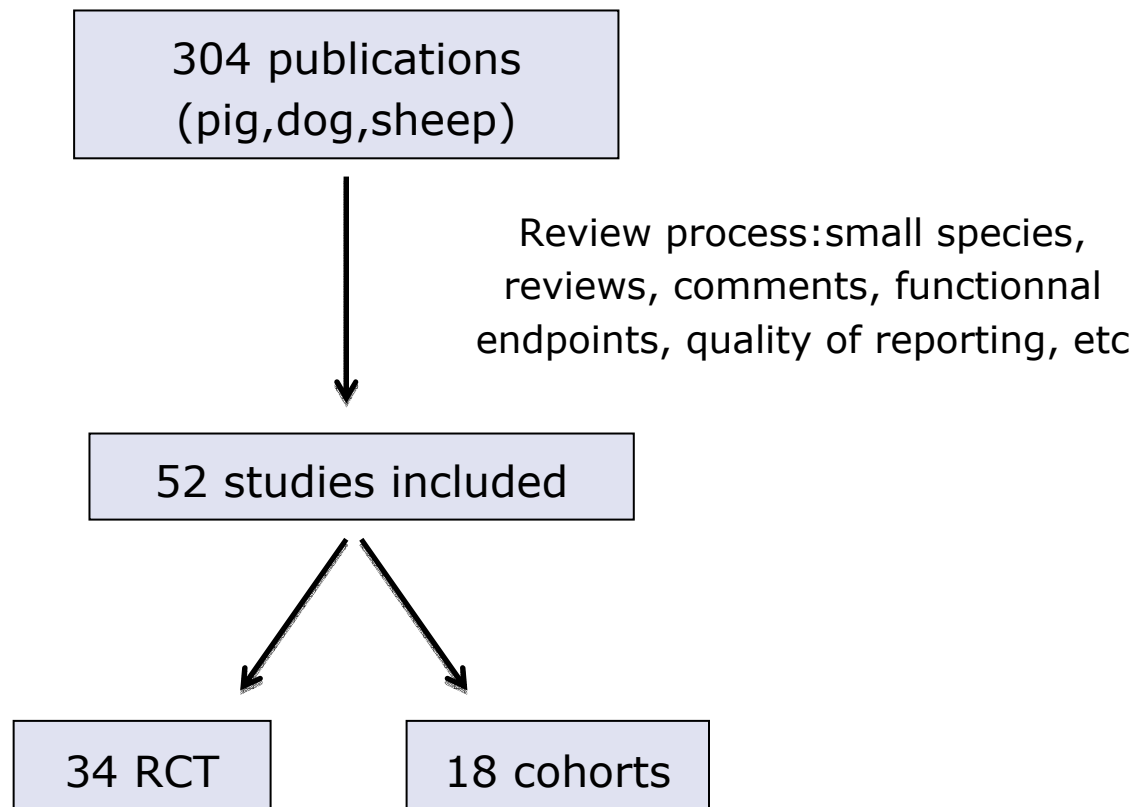 304 publications
(pig,dog,sheep)
Review process:small species,
reviews, comments, functionnal
endpoints, quality of reporting, etc
52 studies included
34 RCT
18 cohorts